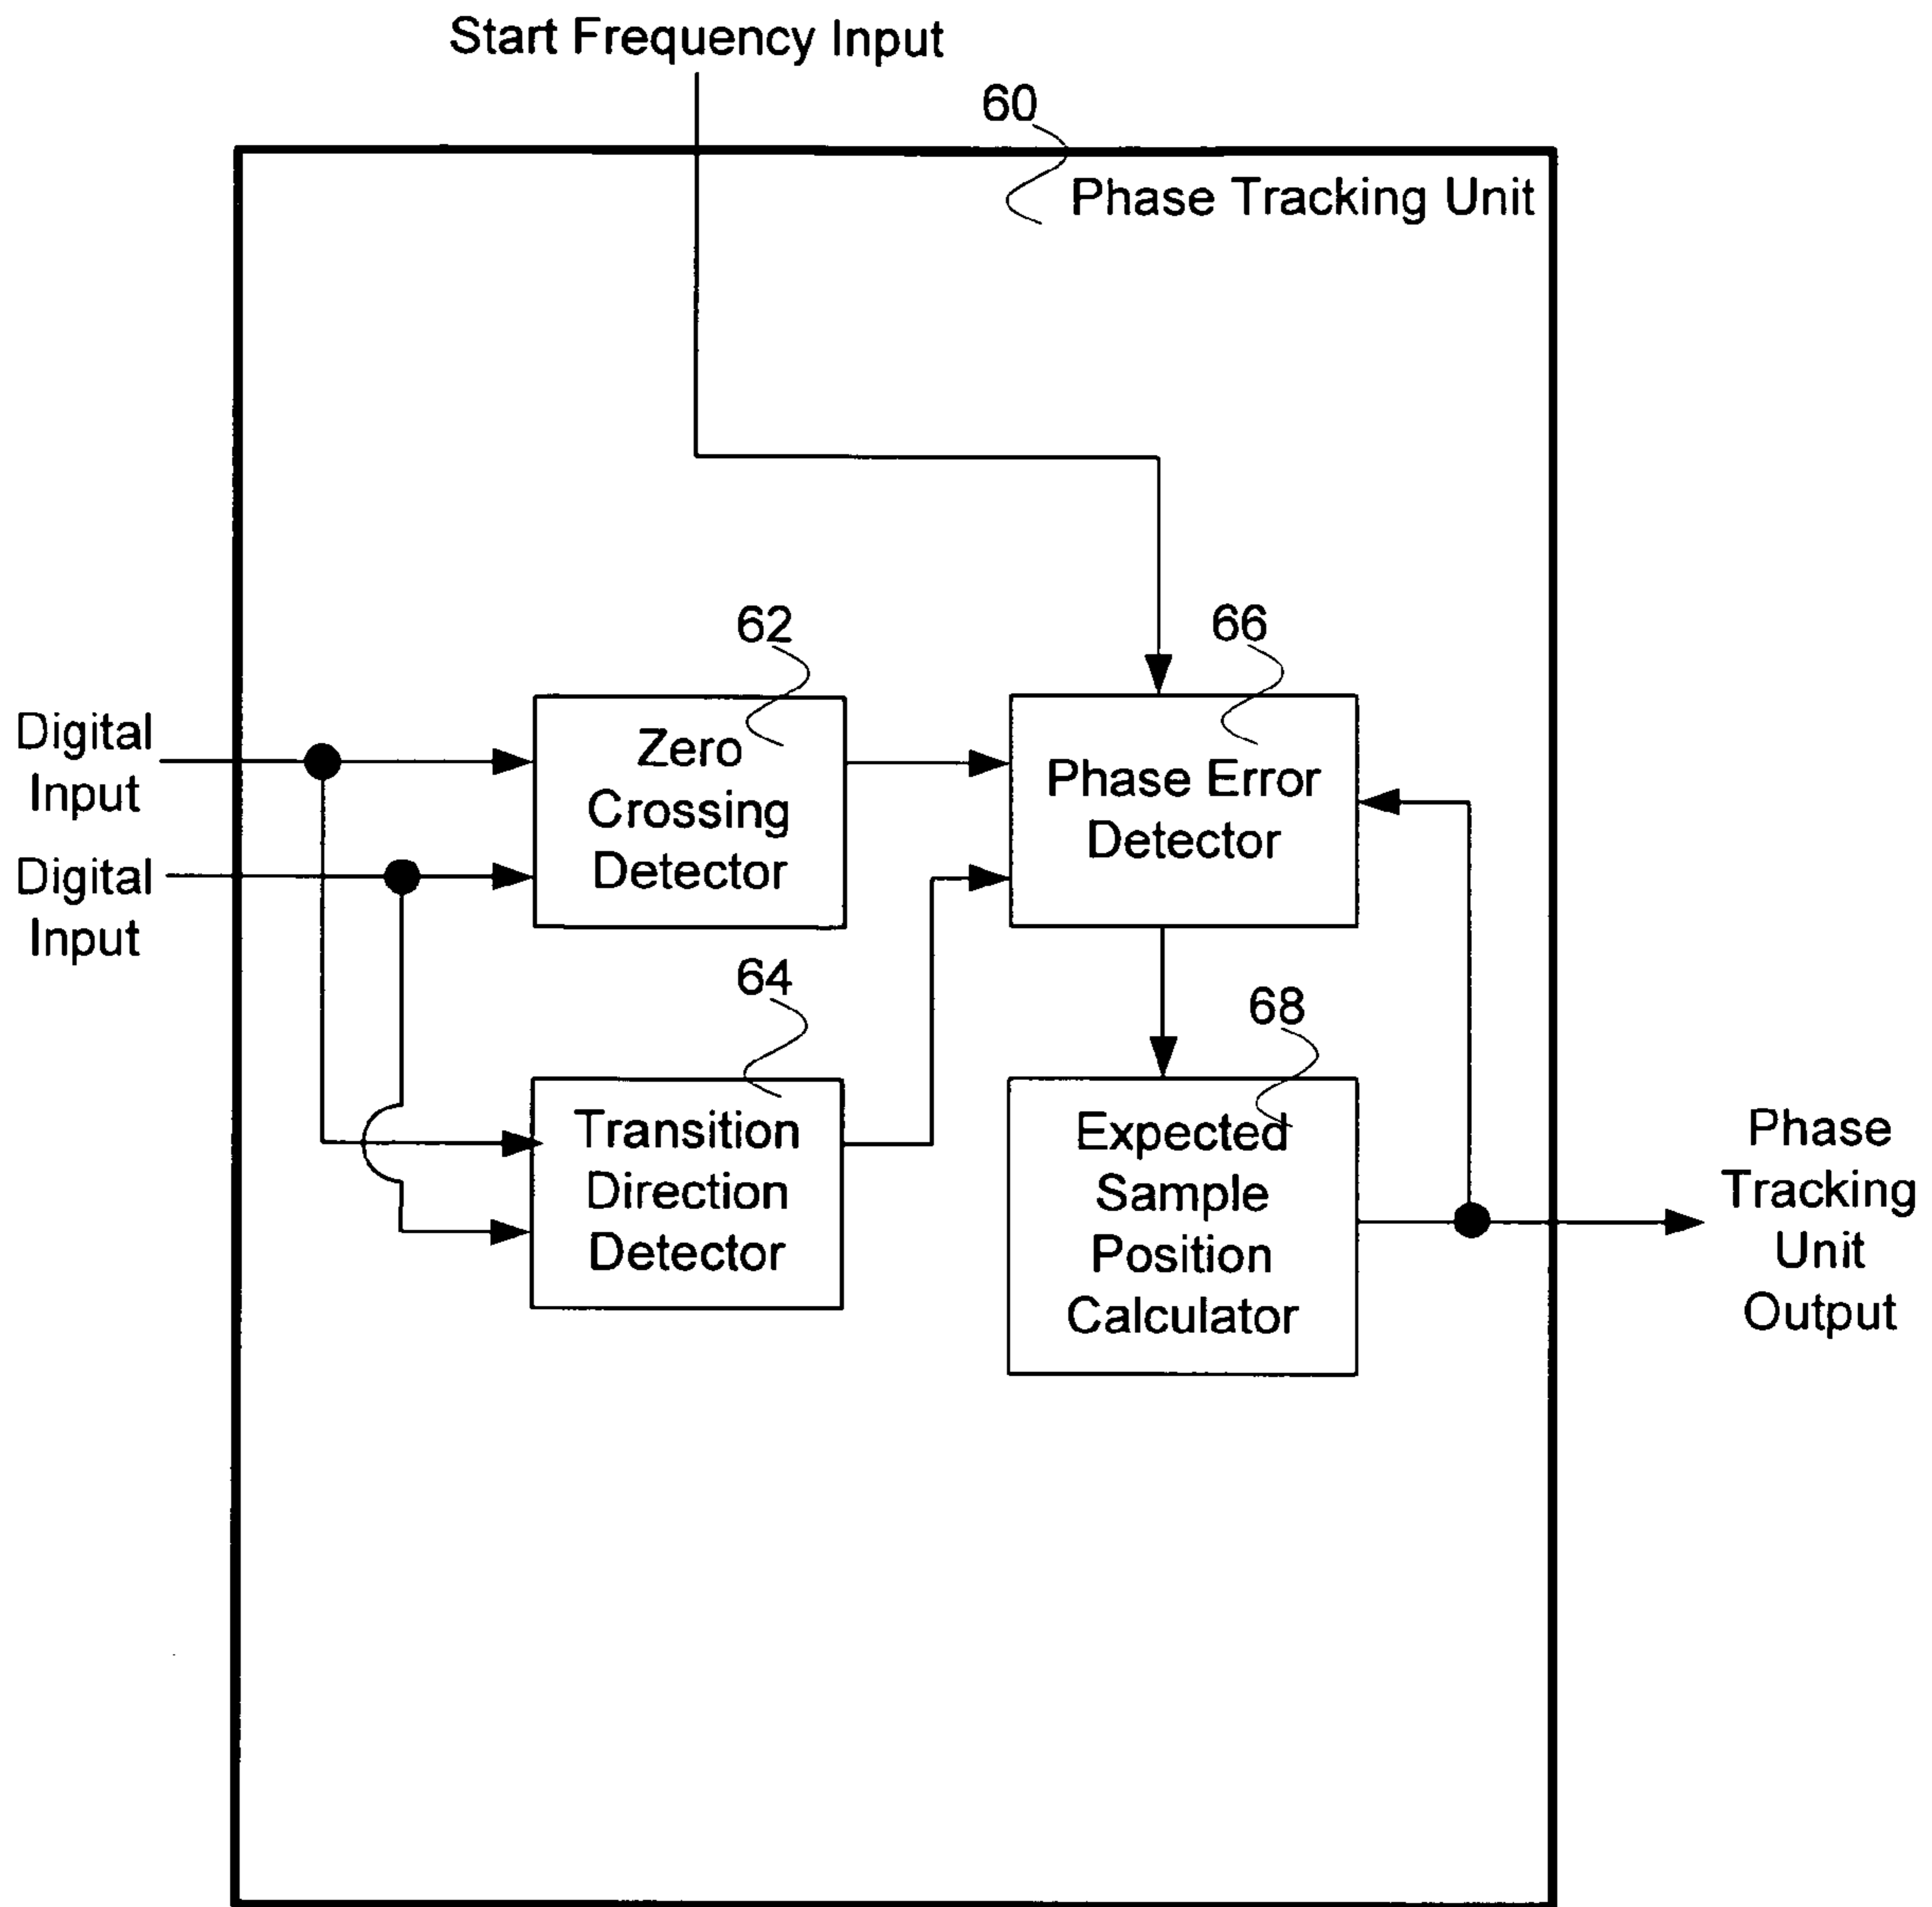 Start Frequency Input
60
Phase Tracking Unit
62
66
Digital
Input
Zero
Crossing
Detector
Phase Error
Detector
Digital
Input
64
68
Transition
Direction
Detector
Expected
Sample
Position
Calculator
Phase
Tracking
Unit
Output